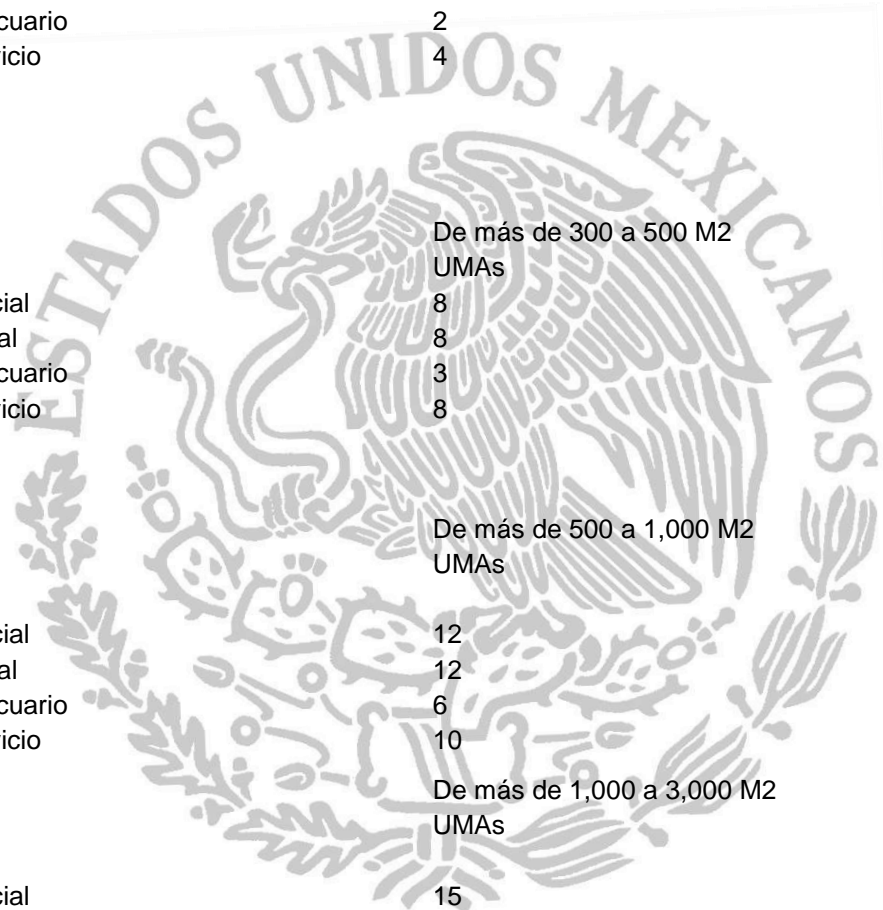 cuario 2
icio 4
ESTADOS UNIDOS MEXICANOS
De más de 300 a 500 M2
UMAs
cial 8
al 8
cuario 3
icio 8
De más de 500 a 1,000 M2
UMAs
cial 12
al 12
cuario 6
icio 10
De más de 1,000 a 3,000 M2
UMAs
cial 15